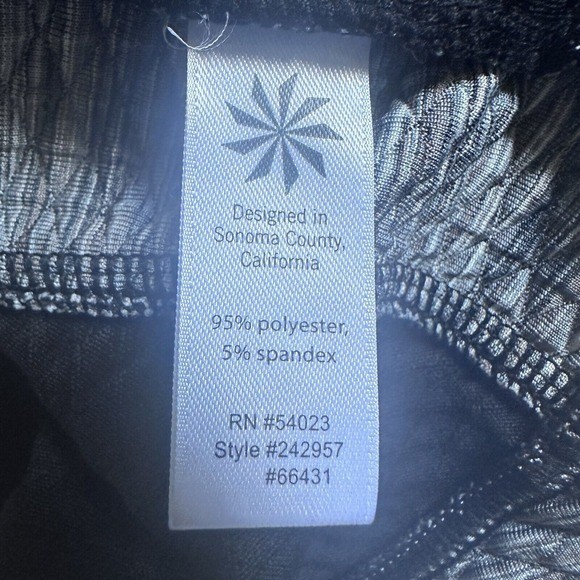 Designed in
Sonoma County,
California
95% polyester,
5% spandex
RN #54023
Style #242957
#66431